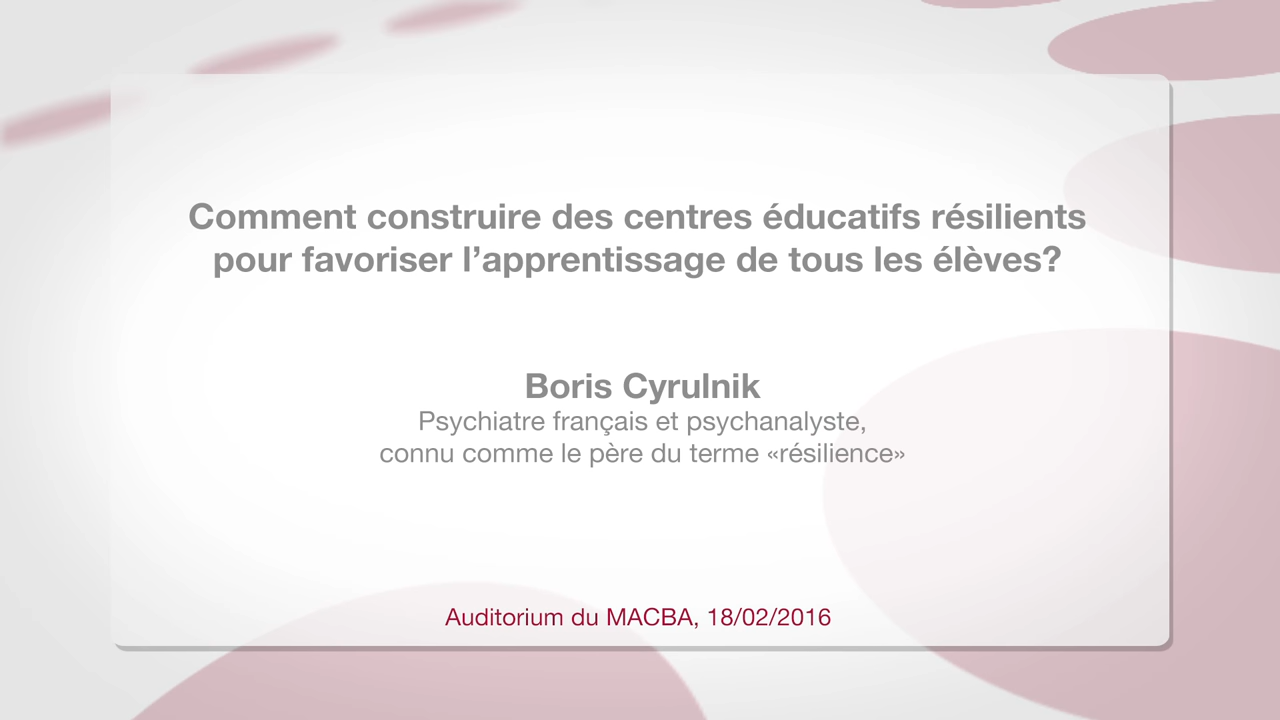 Comment construire des centres éducatifs résilients
pour favoriser l’apprentissage de tous les élèves?
Boris Cyrulnik
Psychiatre français et psychanalyste,
connu comme le père du terme «résilience»
Auditorium du MACBA, 18/02/2016